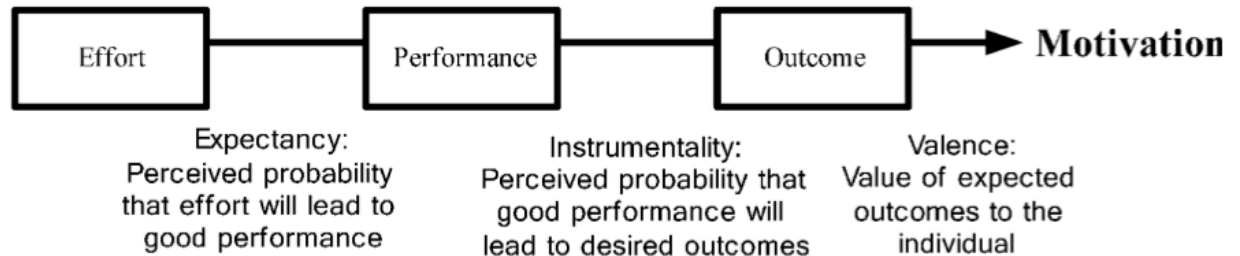 Effort
Performance
Outcome
Motivation
Expectancy:
Perceived probability
that effort will lead to
good performance
Instrumentality:
Perceived probability that
good performance will
lead to desired outcomes
Valence:
Value of expected
outcomes to the
individual